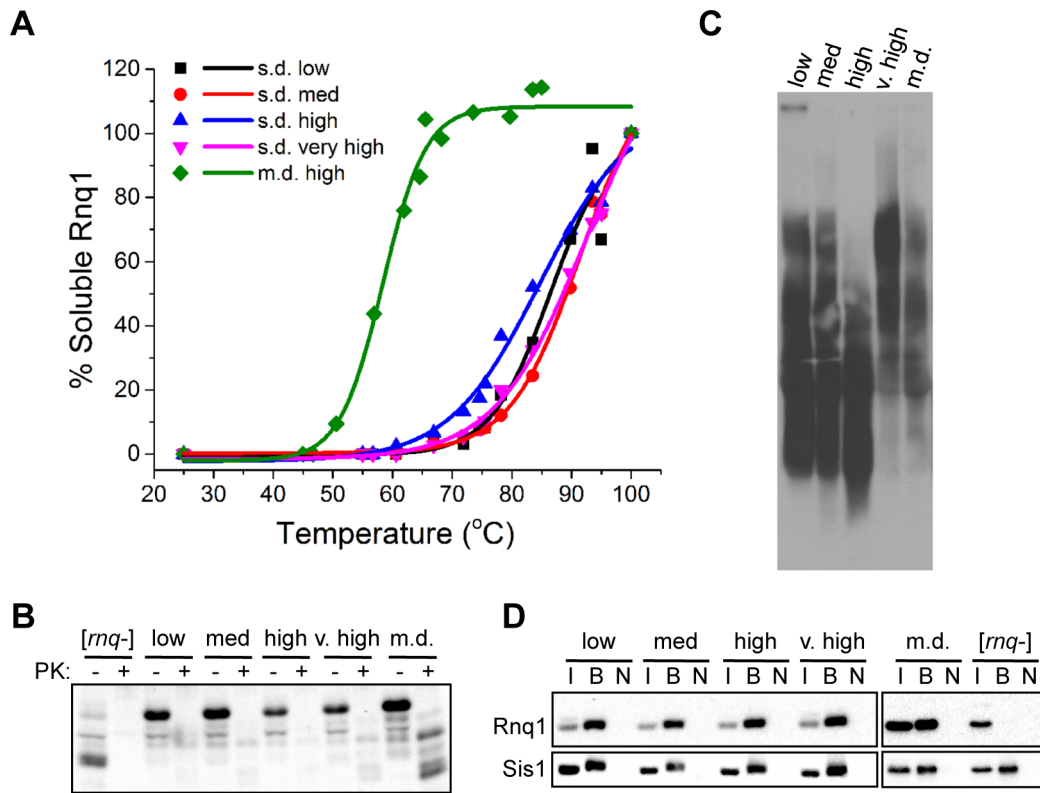 A
120
100
80
60
40
20
0
% Soluble Rnq1
s.d. low
s.d. med
s.d. high
s.d. very high
m.d. high
20 30 40 50 60 70 80 90 100
Temperature (°C)
C
low med high v. high m.d.
B
[rnq-] low med high v. high m.d.
PK: - + - + - + - + - + - +
D
low med high v. high m.d. [rnq-]
I B N I B N I B N I B N I B N I B N
Rnq1
Sis1